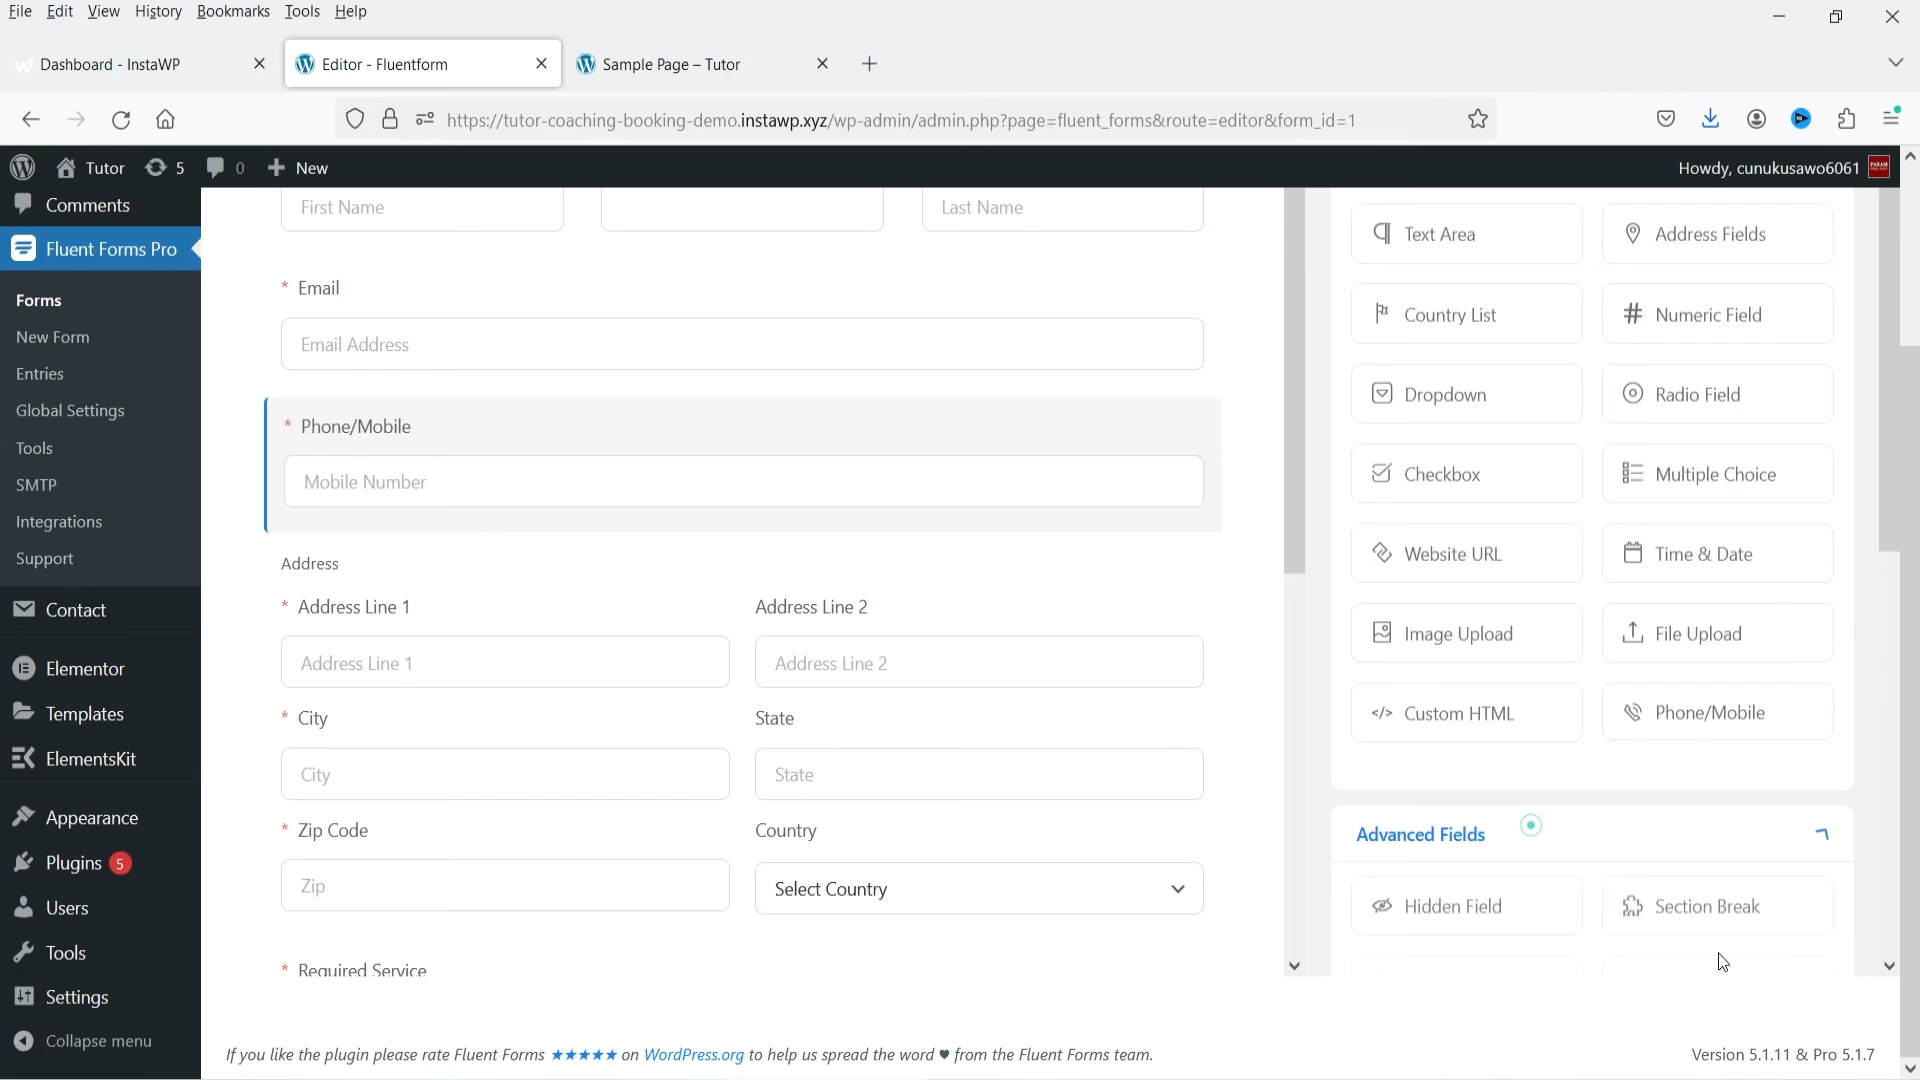 File Edit View History Bookmarks Tools Help
Dashboard - InstaWP
Editor - Fluentform
Sample Page – Tutor
https://tutor-coaching-booking-demo.instawp.xyz/wp-admin/admin.php?page=fluent_forms&route=editor&form_id=1
Tutor 5 0 New
Howdy, cunukusawo6061
Comments
Fluent Forms Pro
Forms
New Form
Entries
Global Settings
Tools
SMTP
Integrations
Support
Contact
Elementor
Templates
ElementsKit
Appearance
Plugins 5
Users
Tools
Settings
Collapse menu
First Name
Last Name
* Email
Email Address
* Phone/Mobile
Mobile Number
Address
* Address Line 1
Address Line 2
Address Line 1
Address Line 2
* City
State
City
State
* Zip Code
Country
Zip
Select Country
* Required Service
Text Area
Address Fields
Country List
Numeric Field
Dropdown
Radio Field
Checkbox
Multiple Choice
Website URL
Time & Date
Image Upload
File Upload
Custom HTML
Phone/Mobile
Advanced Fields
Hidden Field
Section Break
If you like the plugin please rate Fluent Forms ★★★★★ on WordPress.org to help us spread the word ♥ from the Fluent Forms team.
Version 5.1.11 & Pro 5.1.7